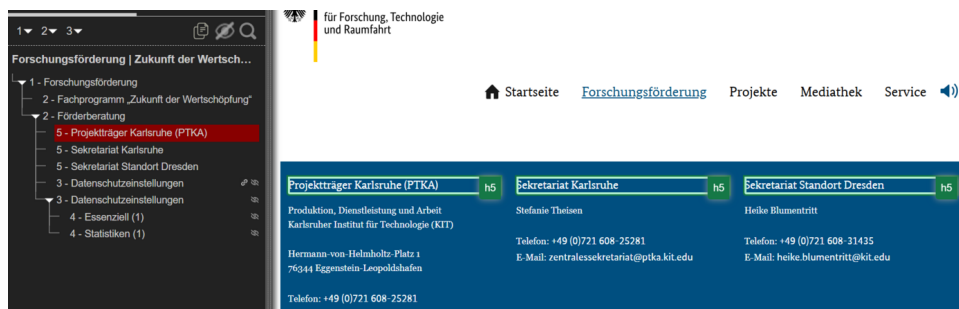 1 2 3
Forschungsförderung | Zukunft der Wertsch...
1 - Forschungsförderung
2 - Fachprogramm „Zukunft der Wertschöpfung“
2 - Förderberatung
5 - Projektträger Karlsruhe (PTKA)
5 - Sekretariat Karlsruhe
5 - Sekretariat Standort Dresden
3 - Datenschutzeinstellungen
3 - Datenschutzeinstellungen
4 - Essenziell (1)
4 - Statistiken (1)
für Forschung, Technologie
und Raumfahrt
Startseite Forschungsförderung Projekte Mediathek Service
Projektträger Karlsruhe (PTKA) h5
Produktion, Dienstleistung und Arbeit
Karlsruher Institut für Technologie (KIT)
Hermann-von-Helmholtz-Platz 1
76344 Eggenstein-Leopoldshafen
Telefon: +49 (0)721 608-25281
Sekretariat Karlsruhe h5
Stefanie Theisen
Telefon: +49 (0)721 608-25281
E-Mail: zentralessekretariat@ptka.kit.edu
Sekretariat Standort Dresden h5
Heike Blumentritt
Telefon: +49 (0)721 608-31435
E-Mail: heike.blumentritt@kit.edu